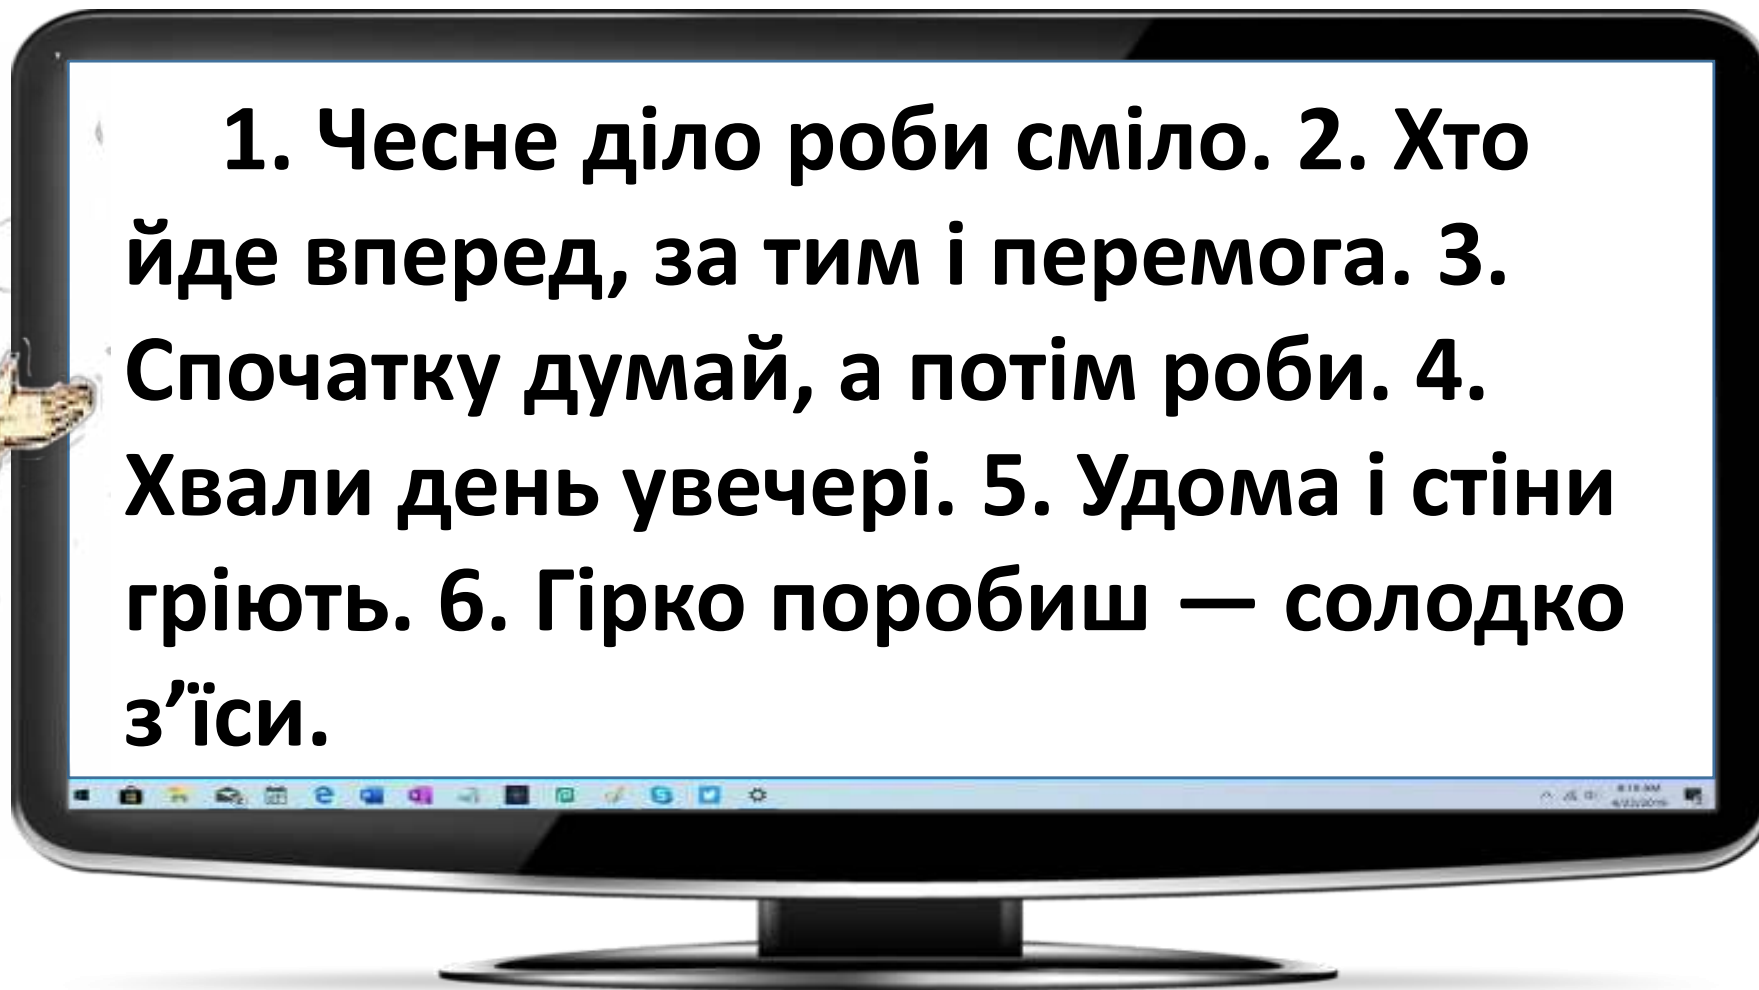 1. Чесне діло роби сміло. 2. Хто
йде вперед, за тим і перемога. 3.
Спочатку думай, а потім роби. 4.
Хвали день увечері. 5. Удома і стіни
гріють. 6. Гірко поробиш — солодко
з’їси.